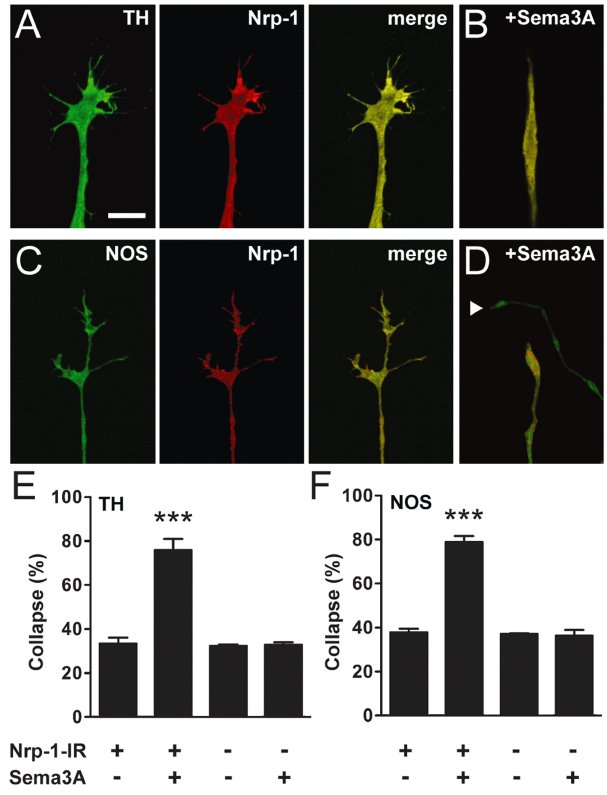 A TH Nrp-1 merge B +Sema3A
C NOS Nrp-1 merge D +Sema3A
E TH F NOS
*** ***
100 100
80 80
60 60
40 40
20 20
0 0
Collapse (%) Collapse (%)
Nrp-1-IR + + - - + + - -
Sema3A - + - + - + - +